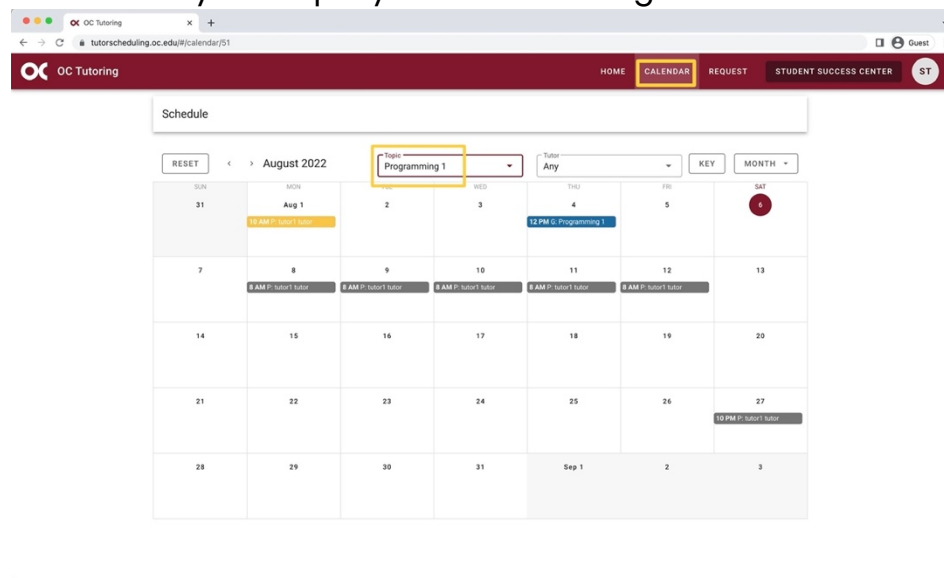 OC Tutoring
tutorscheduling.oc.edu/#/calendar/51
Guest
OC Tutoring
HOME CALENDAR REQUEST STUDENT SUCCESS CENTER ST
Schedule
RESET August 2022
Topic
Programming 1
Tutor
Any
KEY MONTH
SUN MON WED THU FRI SAT
31 Aug 1 2 3 4 5 6
10 AM P: tutor1 tutor 12 PM G: Programming 1
7 8 9 10 11 12 13
8 AM P: tutor1 tutor 8 AM P: tutor1 tutor 8 AM P: tutor1 tutor 8 AM P: tutor1 tutor 8 AM P: tutor1 tutor
14 15 16 17 18 19 20
21 22 23 24 25 26 27
10 PM P: tutor1 tutor
28 29 30 31 Sep 1 2 3